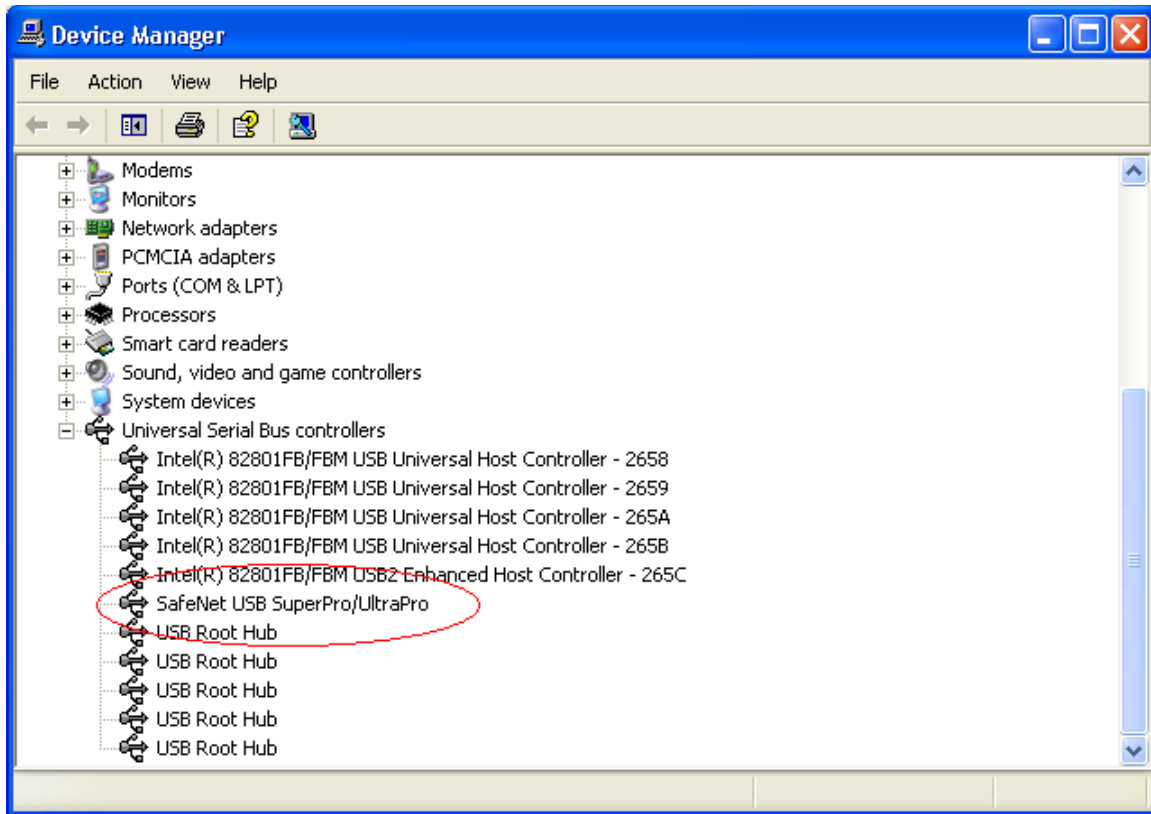 Device Manager
File Action View Help
Modems
Monitors
Network adapters
PCMCIA adapters
Ports (COM & LPT)
Processors
Smart card readers
Sound, video and game controllers
System devices
Universal Serial Bus controllers
Intel(R) 82801FB/FBM USB Universal Host Controller - 2658
Intel(R) 82801FB/FBM USB Universal Host Controller - 2659
Intel(R) 82801FB/FBM USB Universal Host Controller - 265A
Intel(R) 82801FB/FBM USB Universal Host Controller - 265B
Intel(R) 82801FB/FBM USB2 Enhanced Host Controller - 265C
SafeNet USB SuperPro/UltraPro
USB Root Hub
USB Root Hub
USB Root Hub
USB Root Hub
USB Root Hub